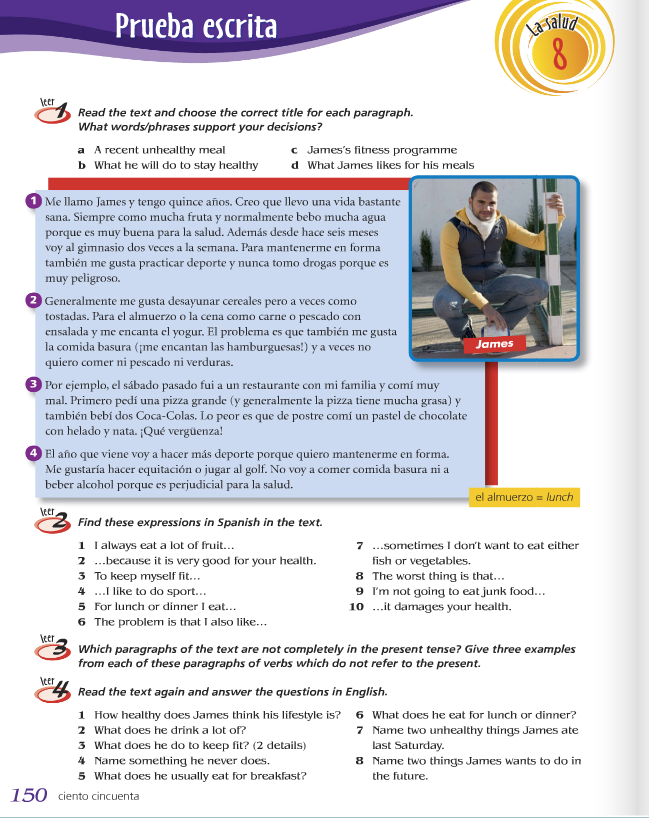 Prueba escrita
La salud
8
leer
1
Read the text and choose the correct title for each paragraph.
What words/phrases support your decisions?
a A recent unhealthy meal
b What he will do to stay healthy
c James's fitness programme
d What James likes for his meals
1 Me llamo James y tengo quince años. Creo que llevo una vida bastante
sana. Siempre como mucha fruta y normalmente bebo mucha agua
porque es muy buena para la salud. Además desde hace seis meses
voy al gimnasio dos veces a la semana. Para mantenerme en forma
también me gusta practicar deporte y nunca tomo drogas porque es
muy peligroso.
2 Generalmente me gusta desayunar cereales pero a veces como
tostadas. Para el almuerzo o la cena como carne o pescado con
ensalada y me encanta el yogur. El problema es que también me gusta
la comida basura (¡me encantan las hamburguesas!) y a veces no
quiero comer ni pescado ni verduras.
James
3 Por ejemplo, el sábado pasado fui a un restaurante con mi familia y comí muy
mal. Primero pedí una pizza grande (y generalmente la pizza tiene mucha grasa) y
también bebí dos Coca-Colas. Lo peor es que de postre comí un pastel de chocolate
con helado y nata. ¡Qué vergüenza!
4 El año que viene voy a hacer más deporte porque quiero mantenerme en forma.
Me gustaría hacer equitación o jugar al golf. No voy a comer comida basura ni a
beber alcohol porque es perjudicial para la salud.
el almuerzo = lunch
leer
2
Find these expressions in Spanish in the text.
1 I always eat a lot of fruit…
2 …because it is very good for your health.
3 To keep myself fit…
4 …I like to do sport…
5 For lunch or dinner I eat…
6 The problem is that I also like…
7 …sometimes I don't want to eat either
fish or vegetables.
8 The worst thing is that…
9 I'm not going to eat junk food…
10 …it damages your health.
leer
3
Which paragraphs of the text are not completely in the present tense? Give three examples
from each of these paragraphs of verbs which do not refer to the present.
leer
4
Read the text again and answer the questions in English.
1 How healthy does James think his lifestyle is?
2 What does he drink a lot of?
3 What does he do to keep fit? (2 details)
4 Name something he never does.
5 What does he usually eat for breakfast?
6 What does he eat for lunch or dinner?
7 Name two unhealthy things James ate
last Saturday.
8 Name two things James wants to do in
the future.
150 ciento cincuenta